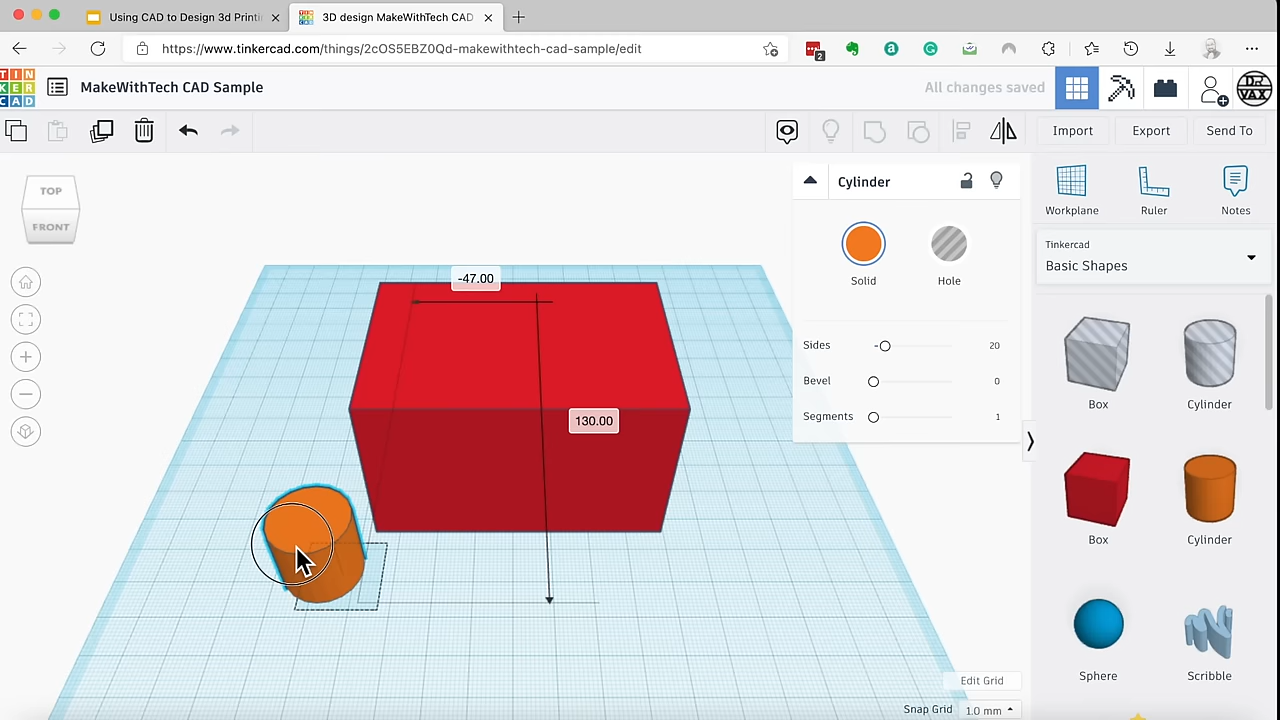 Using CAD to Design 3d Printi
3D design MakeWithTech CAD
https://www.tinkercad.com/things/2cOS5EBZ0Qd-makewithtech-cad-sample/edit
2
TIN
KER
CAD
MakeWithTech CAD Sample
All changes saved
DR
VAX
Import
Export
Send To
TOP
FRONT
Cylinder
Solid
Hole
Sides
20
Bevel
0
Segments
1
Workplane
Ruler
Notes
Tinkercad
Basic Shapes
Box
Cylinder
Box
Cylinder
Sphere
Scribble
-47.00
130.00
Edit Grid
Snap Grid
1.0 mm